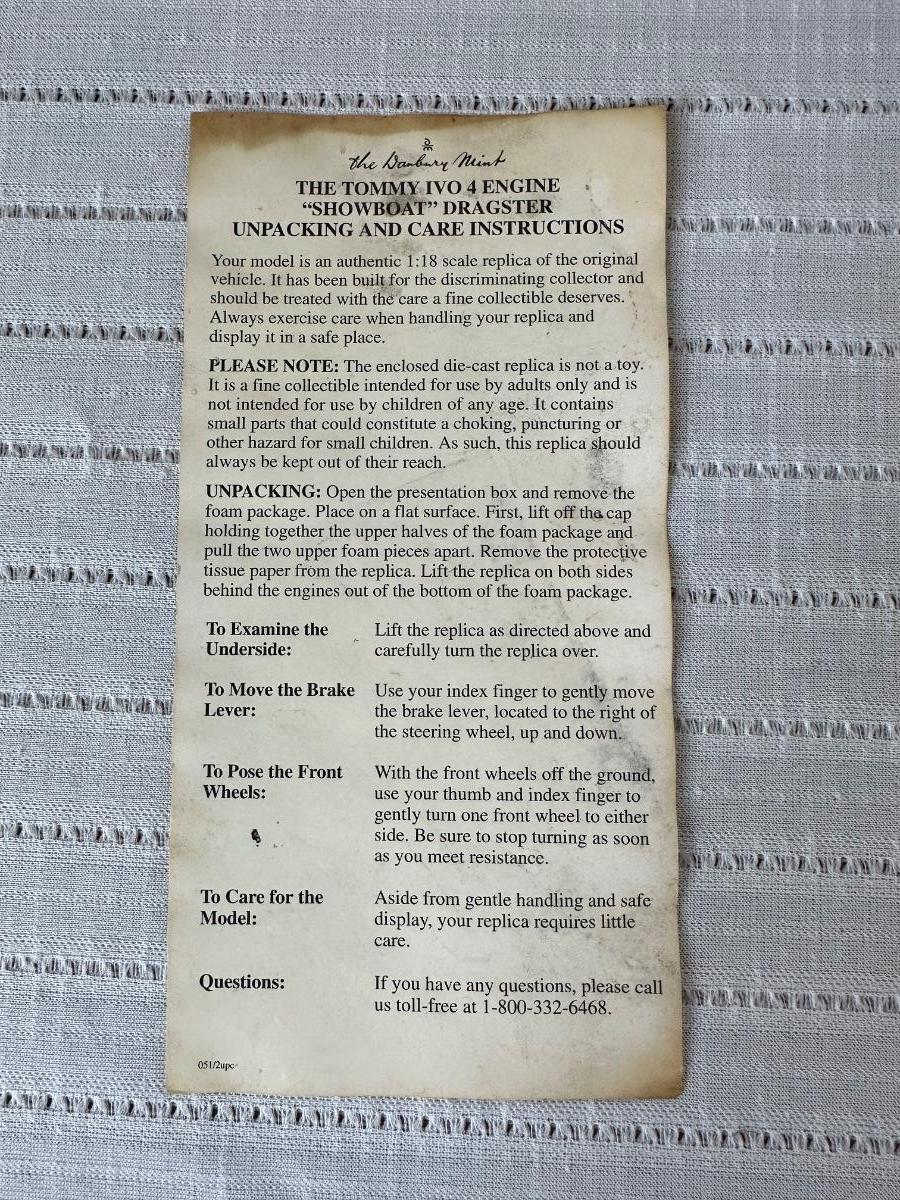 the Danbury Mint
THE TOMMY IVO 4 ENGINE
“SHOWBOAT” DRAGSTER
UNPACKING AND CARE INSTRUCTIONS
Your model is an authentic 1:18 scale replica of the original
vehicle. It has been built for the discriminating collector and
should be treated with the care a fine collectible deserves.
Always exercise care when handling your replica and
display it in a safe place.
PLEASE NOTE: The enclosed die-cast replica is not a toy.
It is a fine collectible intended for use by adults only and is
not intended for use by children of any age. It contains
small parts that could constitute a choking, puncturing or
other hazard for small children. As such, this replica should
always be kept out of their reach.
UNPACKING: Open the presentation box and remove the
foam package. Place on a flat surface. First, lift off the cap
holding together the upper halves of the foam package and
pull the two upper foam pieces apart. Remove the protective
tissue paper from the replica. Lift the replica on both sides
behind the engines out of the bottom of the foam package.
To Examine the
Underside:
Lift the replica as directed above and
carefully turn the replica over.
To Move the Brake
Lever:
Use your index finger to gently move
the brake lever, located to the right of
the steering wheel, up and down.
To Pose the Front
Wheels:
With the front wheels off the ground,
use your thumb and index finger to
gently turn one front wheel to either
side. Be sure to stop turning as soon
as you meet resistance.
To Care for the
Model:
Aside from gentle handling and safe
display, your replica requires little
care.
Questions:
If you have any questions, please call
us toll-free at 1-800-332-6468.
051/2upc